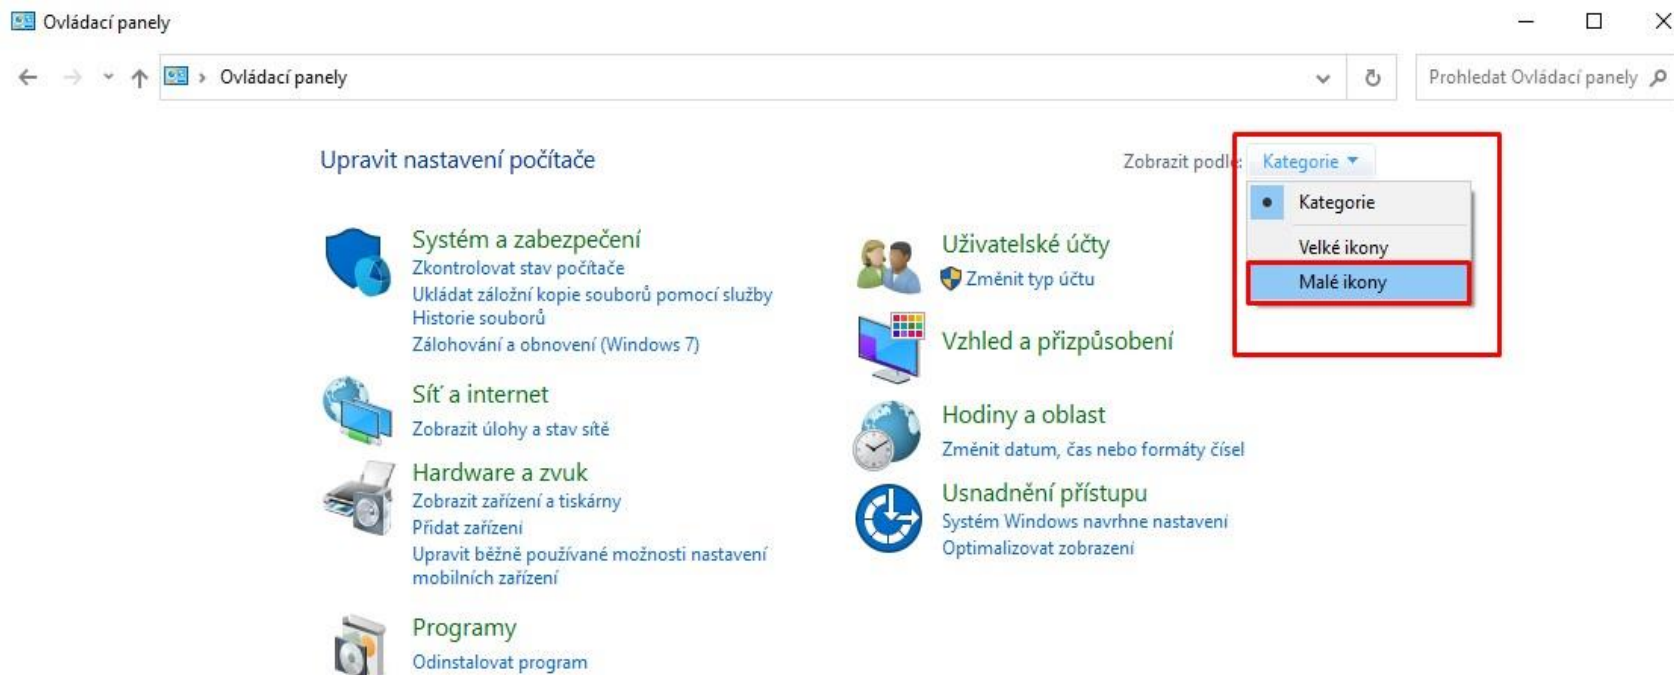 Ovládací panely
Ovládací panely
Prohledat Ovládací panely
Upravit nastavení počítače
Zobrazit podle:
Kategorie
Kategorie
Velké ikony
Malé ikony
Systém a zabezpečení
Zkontrolovat stav počítače
Ukládat záložní kopie souborů pomocí služby
Historie souborů
Zálohování a obnovení (Windows 7)
Síť a internet
Zobrazit úlohy a stav sítě
Hardware a zvuk
Zobrazit zařízení a tiskárny
Přidat zařízení
Upravit běžně používané možnosti nastavení
mobilních zařízení
Programy
Odinstalovat program
Uživatelské účty
Změnit typ účtu
Vzhled a přizpůsobení
Hodiny a oblast
Změnit datum, čas nebo formáty čísel
Usnadnění přístupu
Systém Windows navrhne nastavení
Optimalizovat zobrazení